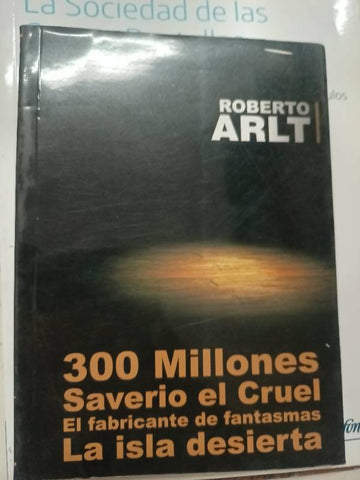 La Sociedad de las
ROBERTO
ARLT
300 Millones
Saverio el Cruel
El fabricante de fantasmas
La isla desierta